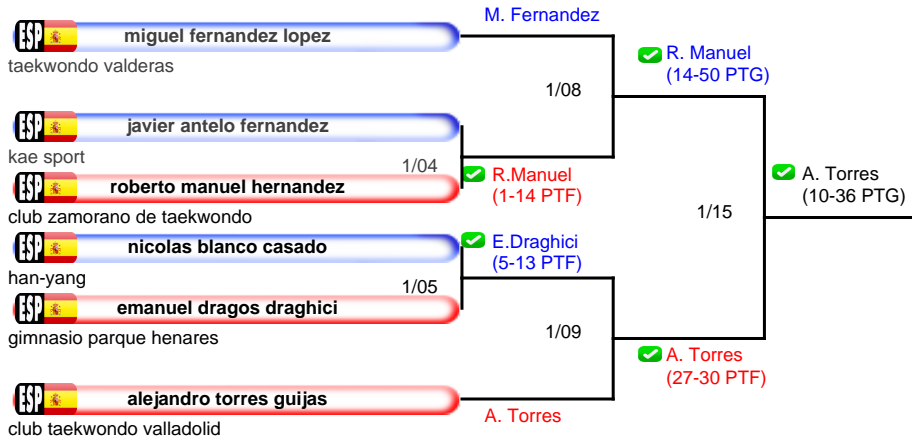 M. Fernandez
ESP miguel fernandez lopez
taekwondo valderas
R. Manuel
(14-50 PTG)
1/08
ESP javier antelo fernandez
kae sport
1/04
R.Manuel
(1-14 PTF)
ESP roberto manuel hernandez
club zamorano de taekwondo
A. Torres
(10-36 PTG)
1/15
ESP nicolas blanco casado
han-yang
E.Draghici
(5-13 PTF)
1/05
ESP emanuel dragos draghici
gimnasio parque henares
1/09
A. Torres
(27-30 PTF)
ESP alejandro torres guijas
club taekwondo valladolid
A. Torres